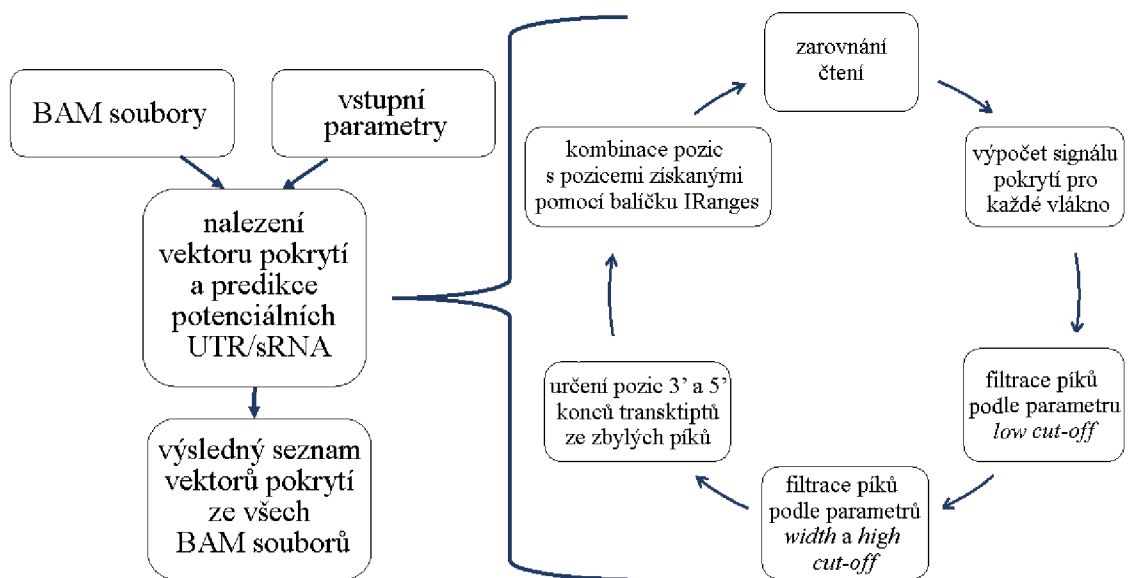 BAM soubory
vstupní
parametry
nalezení
vektoru pokrytí
a predikce
potenciálních
UTR/sRNA
výsledný seznam
vektorů pokrytí
ze všech
BAM souborů
zarovnání
čtení
výpočet signálu
pokrytí pro
každé vlákno
filtrace píků
podle parametru
low cut-off
filtrace píků
podle parametrů
width a high
cut-off
určení pozic 3’ a 5’
konců transktiptů
ze zbylých píků
kombinace pozic
s pozicemi získanými
pomocí balíčku IRanges